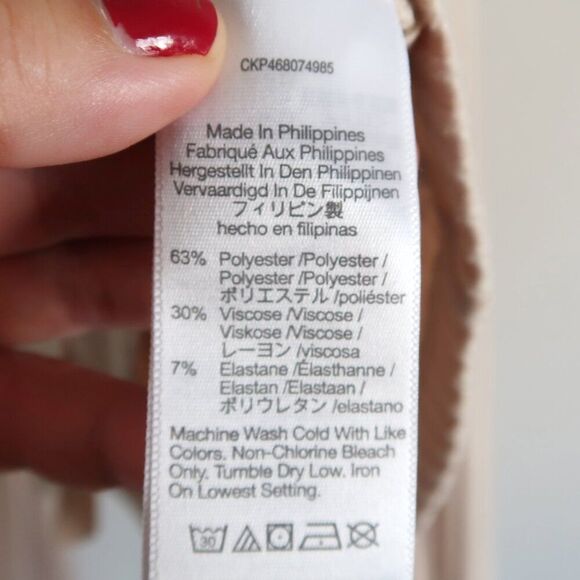 CKP468074985
Made In Philippines
Fabriqué Aux Philippines
Hergestellt In Den Philippinen
Vervaardigd In De Filippijnen
フィリピン製
hecho en filipinas
63% Polyester /Polyester /
Polyester /Polyester /
ポリエステル /poliéster
30% Viscose /Viscose /
Viskose /Viscose /
レーヨン /viscosa
7% Elastane /Élasthanne /
Elastan /Elastaan /
ポリウレタン /elastano
Machine Wash Cold With Like
Colors. Non-Chlorine Bleach
Only. Tumble Dry Low. Iron
On Lowest Setting.
30